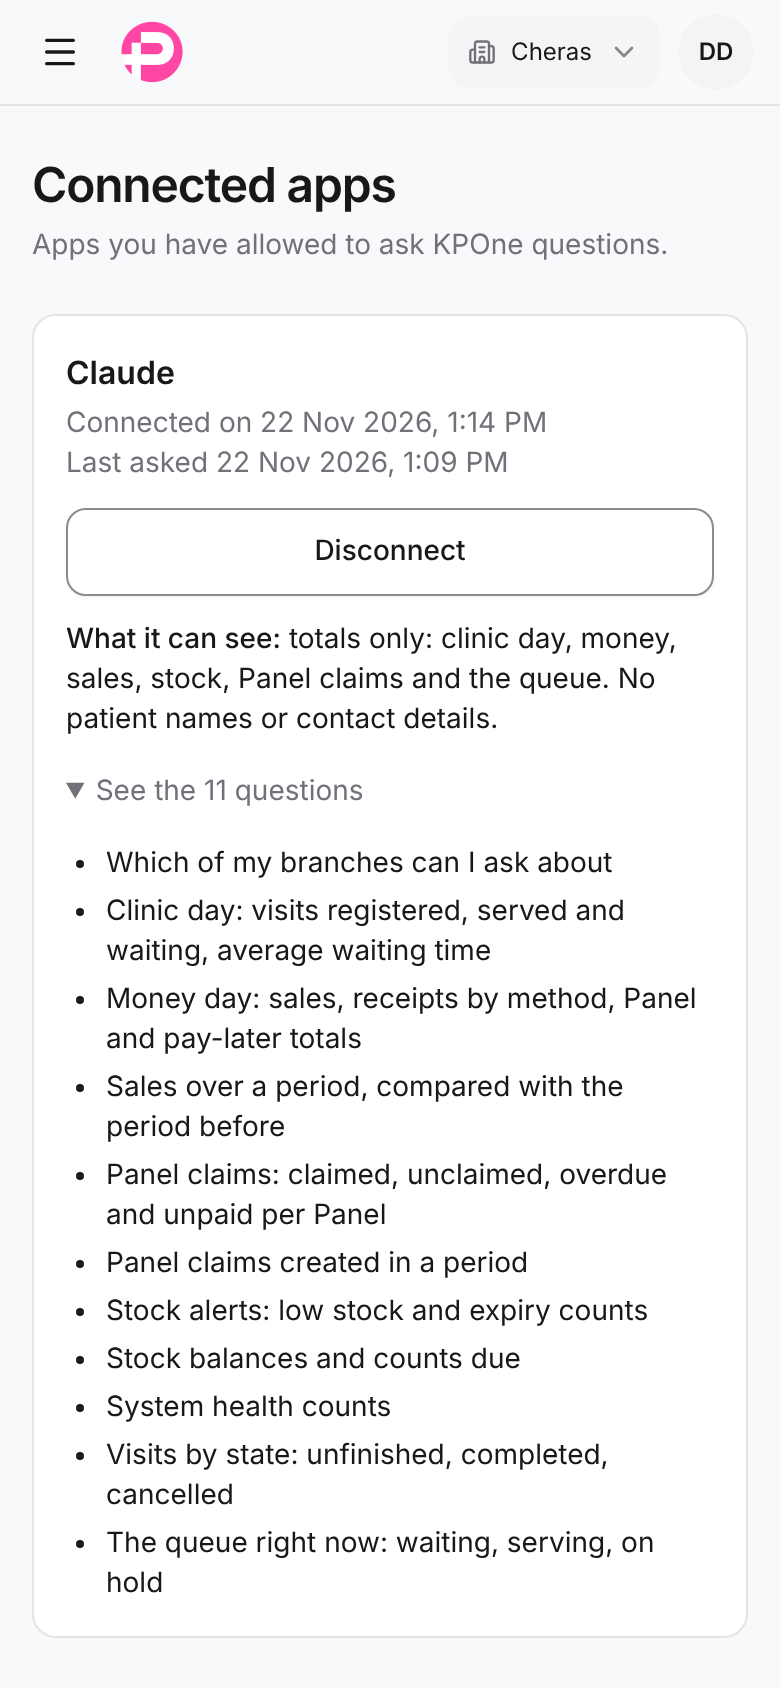 Cheras
DD
Connected apps
Apps you have allowed to ask KPOne questions.
Claude
Connected on 22 Nov 2026, 1:14 PM
Last asked 22 Nov 2026, 1:09 PM
Disconnect
What it can see: totals only: clinic day, money,
sales, stock, Panel claims and the queue. No
patient names or contact details.
▼ See the 11 questions
• Which of my branches can I ask about
• Clinic day: visits registered, served and
waiting, average waiting time
• Money day: sales, receipts by method, Panel
and pay-later totals
• Sales over a period, compared with the
period before
• Panel claims: claimed, unclaimed, overdue
and unpaid per Panel
• Panel claims created in a period
• Stock alerts: low stock and expiry counts
• Stock balances and counts due
• System health counts
• Visits by state: unfinished, completed,
cancelled
• The queue right now: waiting, serving, on
hold